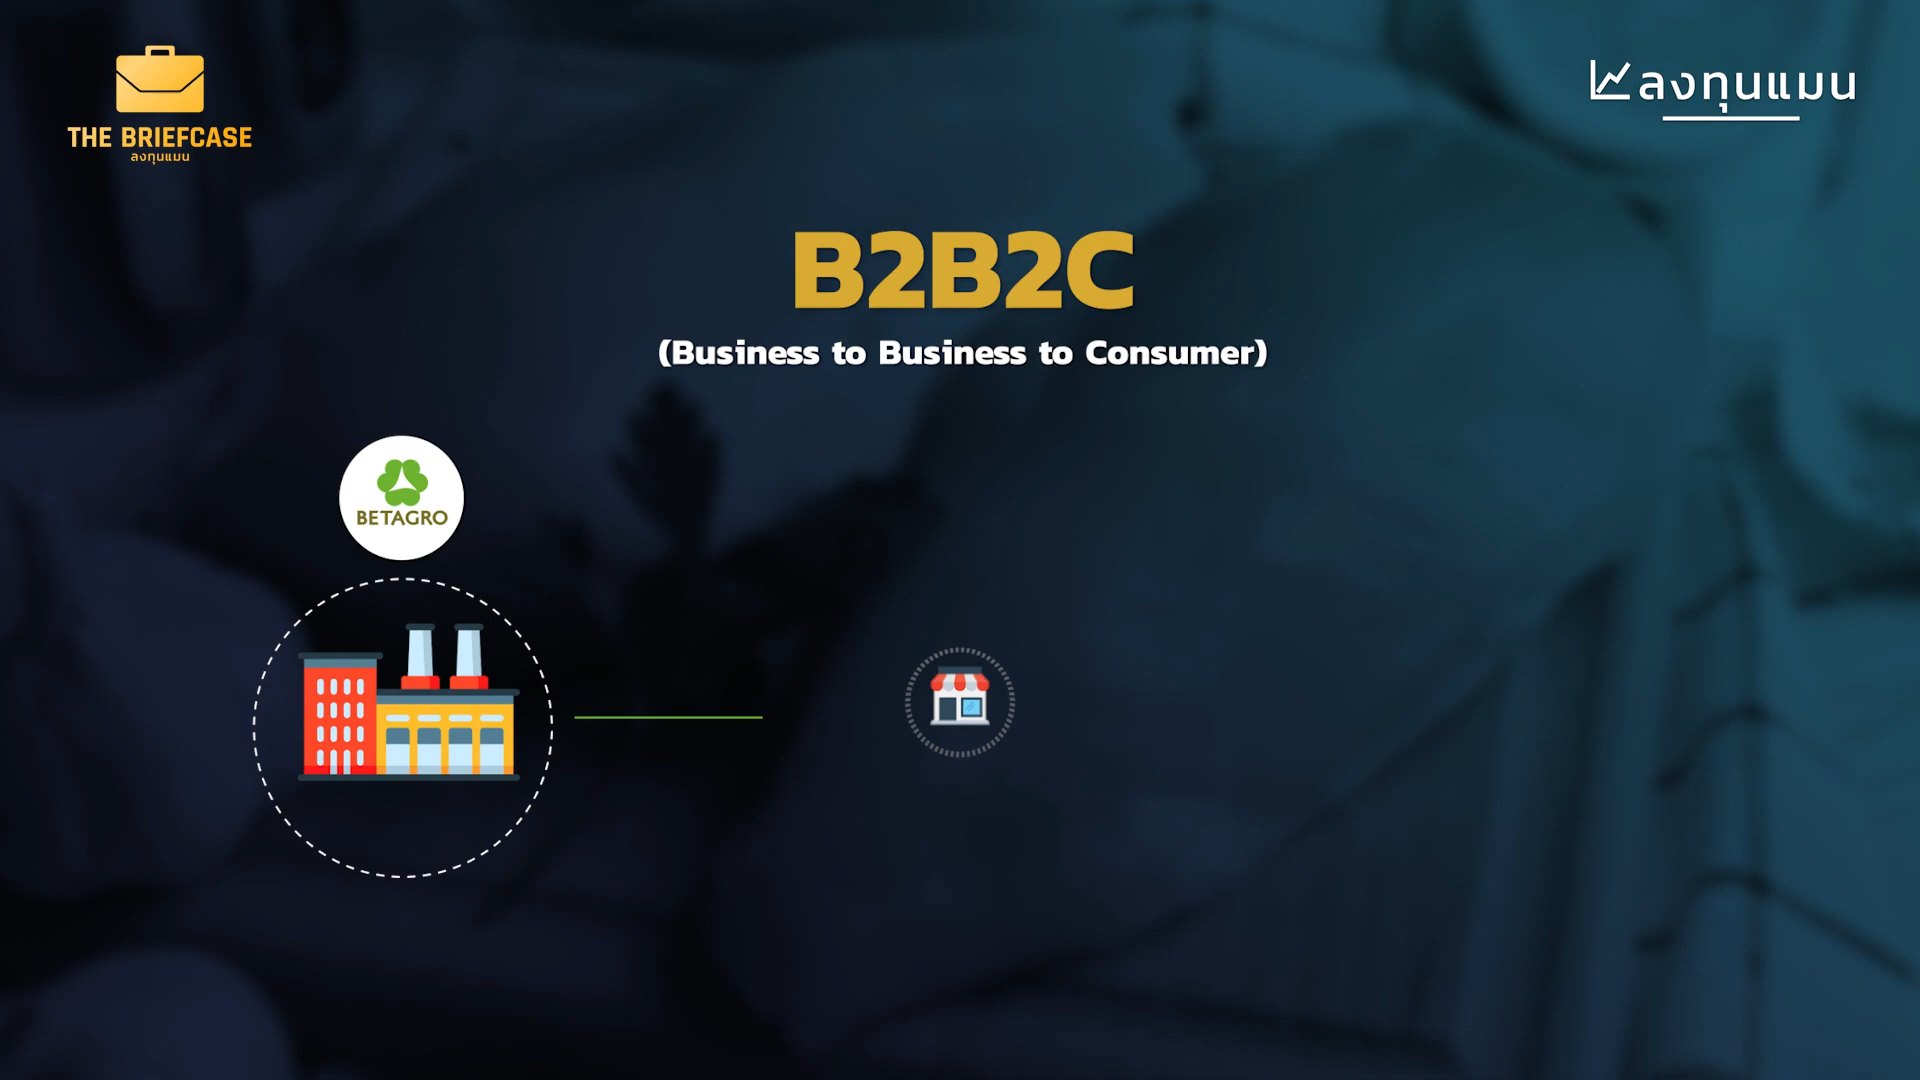 THE BRIEFCASE
ลงทุนแมน
ลงทุนแมน
B2B2C
(Business to Business to Consumer)
BETAGRO